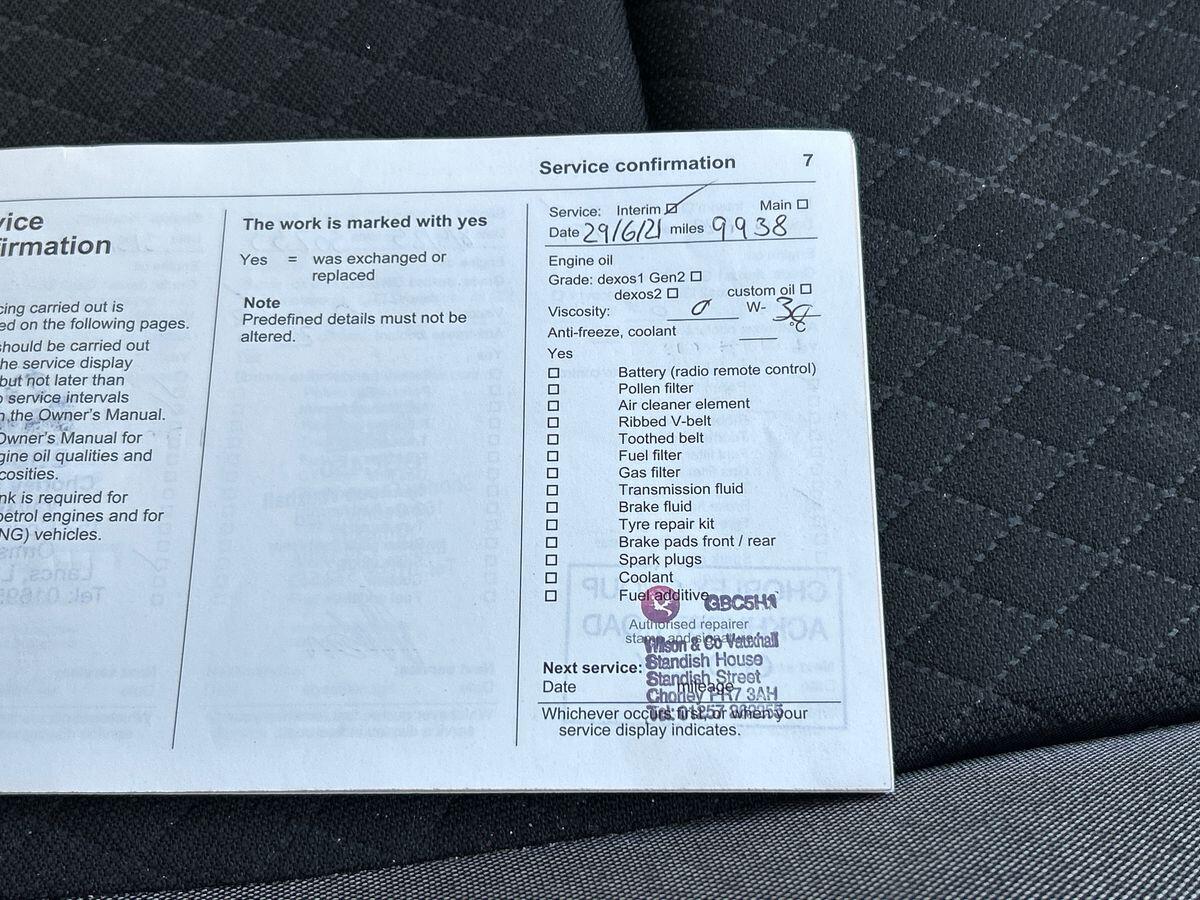 Service confirmation 7
vice
firmation
cing carried out is
ed on the following pages.
should be carried out
he service display
but not later than
service intervals
n the Owner's Manual.
Owner's Manual for
gine oil qualities and
cosities.
nk is required for
petrol engines and for
NG) vehicles.
The work is marked with yes
Yes = was exchanged or
replaced
Note
Predefined details must not be
altered.
Service: Interim Main
Date 29/6/21 miles 9938
Engine oil
Grade: dexos1 Gen2
dexos2 custom oil
Viscosity: 0 W- 30
Anti-freeze, coolant °C
Yes
Battery (radio remote control)
Pollen filter
Air cleaner element
Ribbed V-belt
Toothed belt
Fuel filter
Gas filter
Transmission fluid
Brake fluid
Tyre repair kit
Brake pads front / rear
Spark plugs
Coolant
Fuel additive
Authorised repairer
stamp and signature
Wilson & Co Vauxhall
Standish House
Standish Street
Chorley PR7 3AH
Tel: 01257
Next service:
Date mileage
Whichever occurs first, or when your
service display indicates.